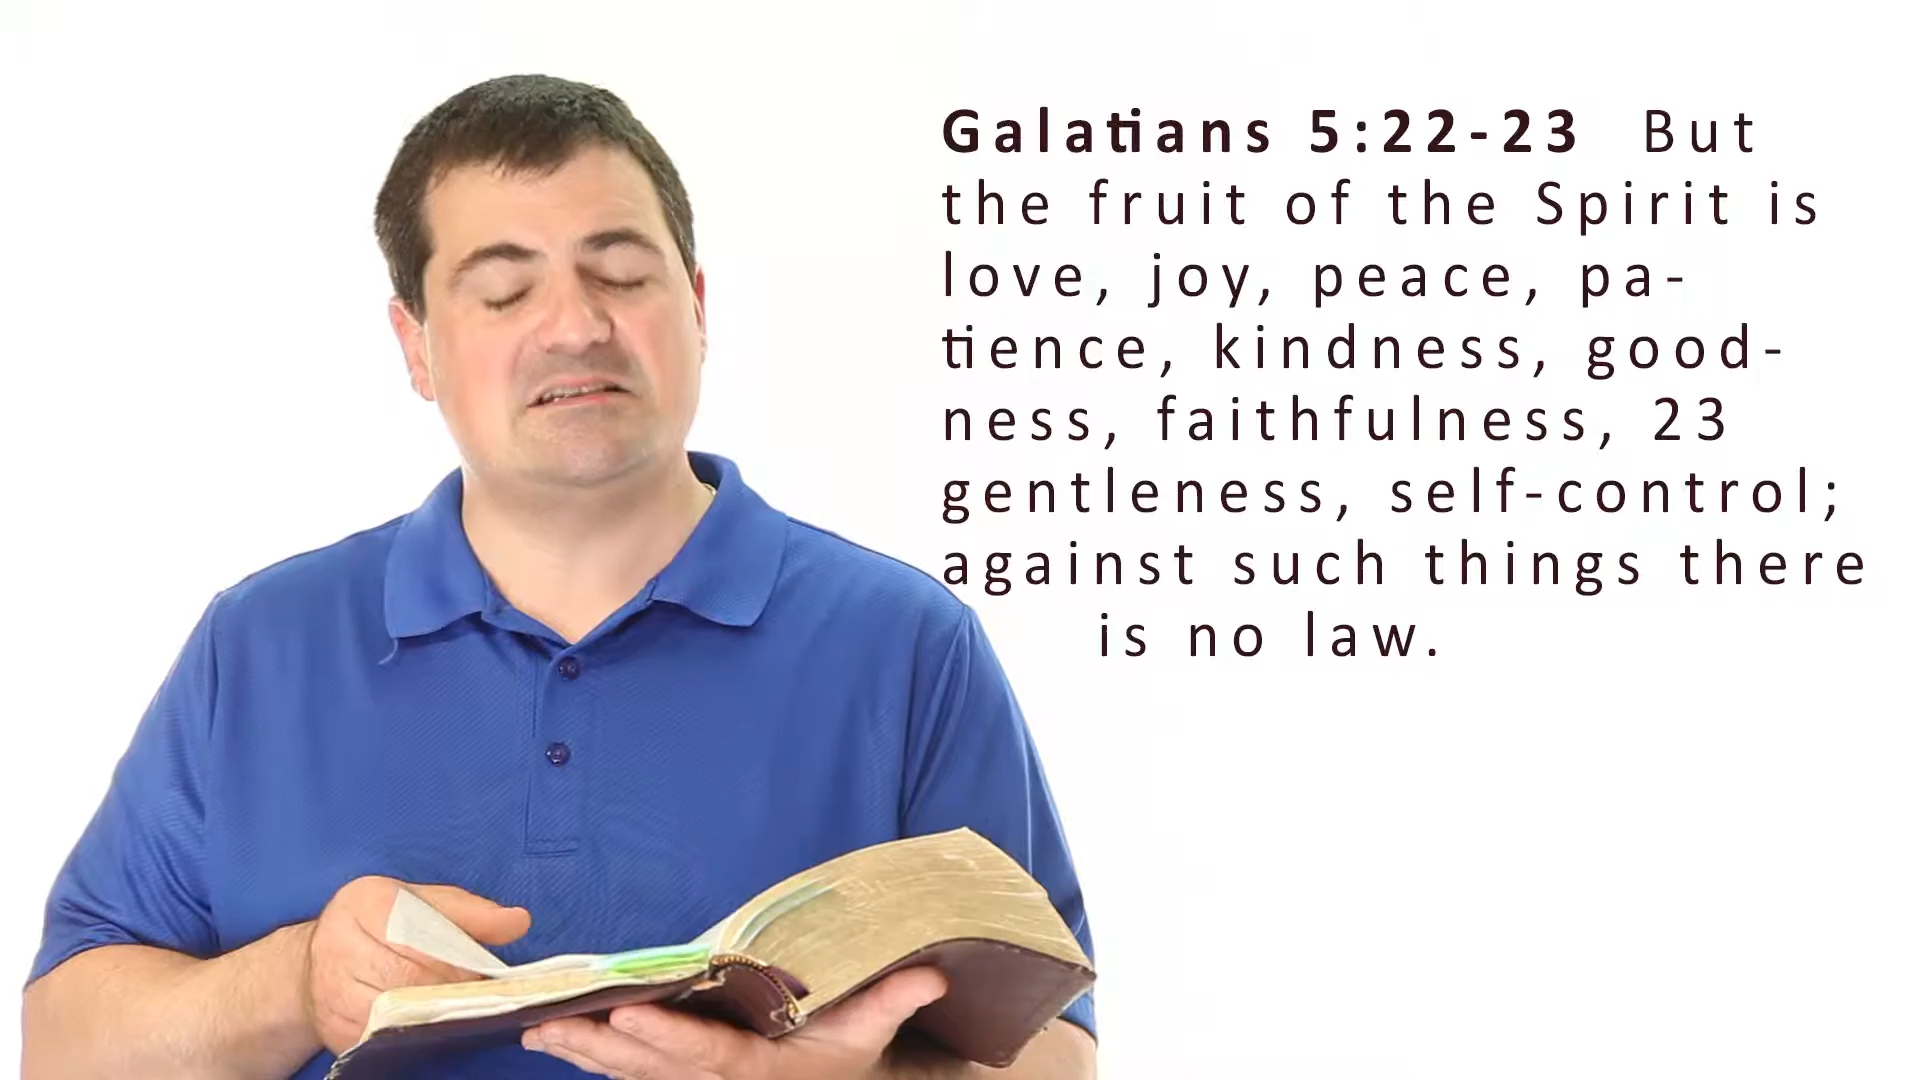 Galatians 5:22-23 But
the fruit of the Spirit is
love, joy, peace, pa-
tience, kindness, good-
ness, faithfulness, 23
gentleness, self-control;
against such things there
is no law.